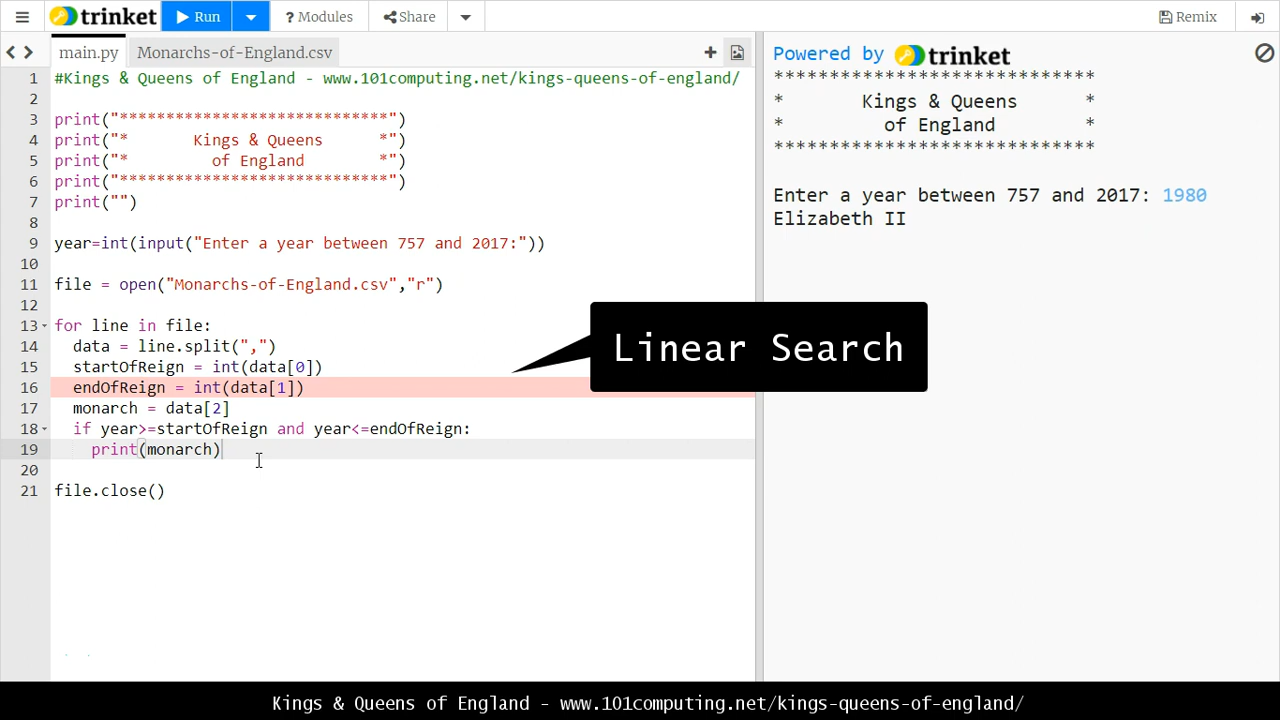 trinket Run ? Modules Share Remix
main.py Monarchs-of-England.csv +
1 #Kings & Queens of England - www.101computing.net/kings-queens-of-england/
2
3 print("*****************************")
4 print("*       Kings & Queens      *")
5 print("*         of England        *")
6 print("*****************************")
7 print("")
8
9 year=int(input("Enter a year between 757 and 2017:"))
10
11 file = open("Monarchs-of-England.csv","r")
12
13 for line in file:
14   data = line.split(",")
15   startOfReign = int(data[0])
16   endOfReign = int(data[1])
17   monarch = data[2]
18   if year>=startOfReign and year<=endOfReign:
19     print(monarch)
20
21 file.close()
Linear Search
Powered by trinket
*****************************
*       Kings & Queens      *
*         of England        *
*****************************
Enter a year between 757 and 2017: 1980
Elizabeth II
Kings & Queens of England - www.101computing.net/kings-queens-of-england/